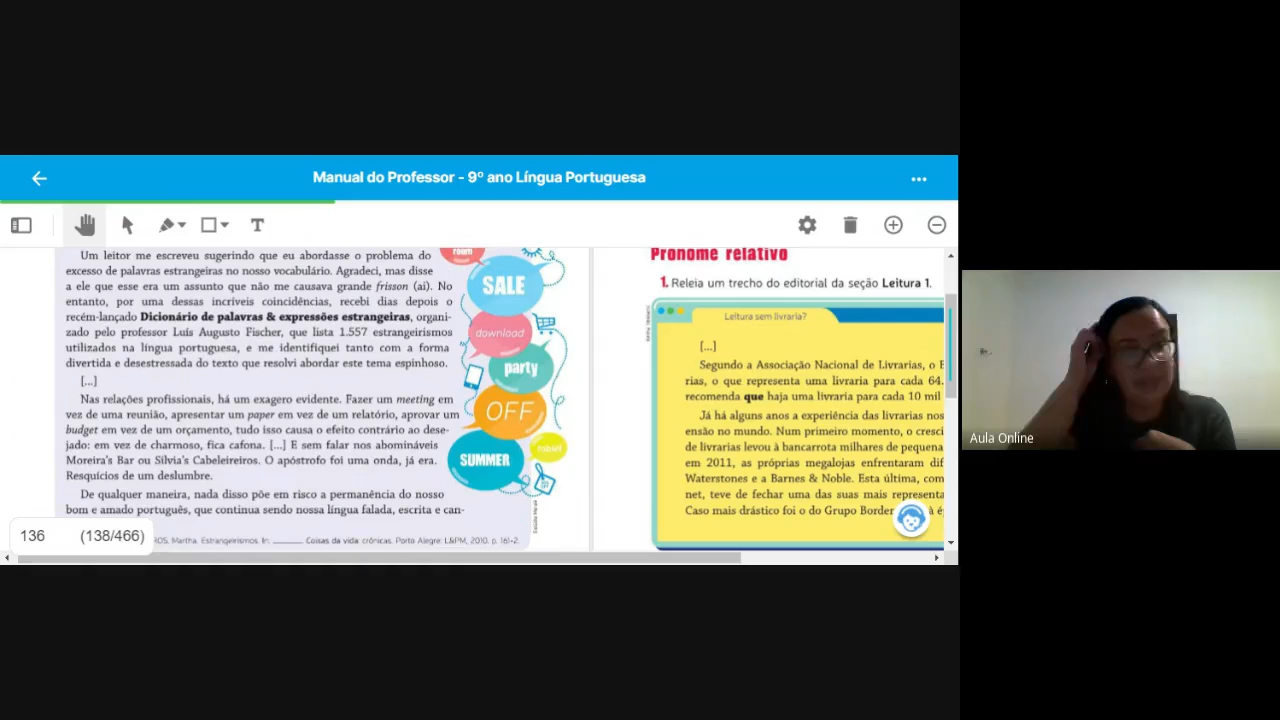 Manual do Professor - 9º ano Língua Portuguesa
Um leitor me escreveu sugerindo que eu abordasse o problema do
excesso de palavras estrangeiras no nosso vocabulário. Agradeci, mas disse
a ele que esse era um assunto que não me causava grande frisson (ai). No
entanto, por uma dessas incríveis coincidências, recebi dias depois o
recém-lançado Dicionário de palavras & expressões estrangeiras, organi-
zado pelo professor Luís Augusto Fischer, que lista 1.557 estrangeirismos
utilizados na língua portuguesa, e me identifiquei tanto com a forma
divertida e desestressada do texto que resolvi abordar este tema espinhoso.
[...]
Nas relações profissionais, há um exagero evidente. Fazer um meeting em
vez de uma reunião, apresentar um paper em vez de um relatório, aprovar um
budget em vez de um orçamento, tudo isso causa o efeito contrário ao dese-
jado: em vez de charmoso, fica cafona. [...] E sem falar nos abomináveis
Moreira's Bar ou Sílvia's Cabeleireiros. O apóstrofo foi uma onda, já era.
Resquícios de um deslumbre.
De qualquer maneira, nada disso põe em risco a permanência do nosso
bom e amado português, que continua sendo nossa língua falada, escrita e can-
136 (138/466)
ROS, Martha. Estrangeirismos. In: ______ Coisas da vida: crônicas. Porto Alegre: L&PM, 2010. p. 161-2.
room
SALE
download
party
OFF
SUMMER
Pronome relativo
1. Releia um trecho do editorial da seção Leitura 1.
Leitura sem livraria?
[...]
Segundo a Associação Nacional de Livrarias, o B
rias, o que representa uma livraria para cada 64.
recomenda que haja uma livraria para cada 10 mil
Já há alguns anos a experiência das livrarias nos
ensão no mundo. Num primeiro momento, o cresci
de livrarias levou à bancarrota milhares de pequena
em 2011, as próprias megalojas enfrentaram dif
Waterstones e a Barnes & Noble. Esta última, com
net, teve de fechar uma das suas mais representa
Caso mais drástico foi o do Grupo Border
Aula Online